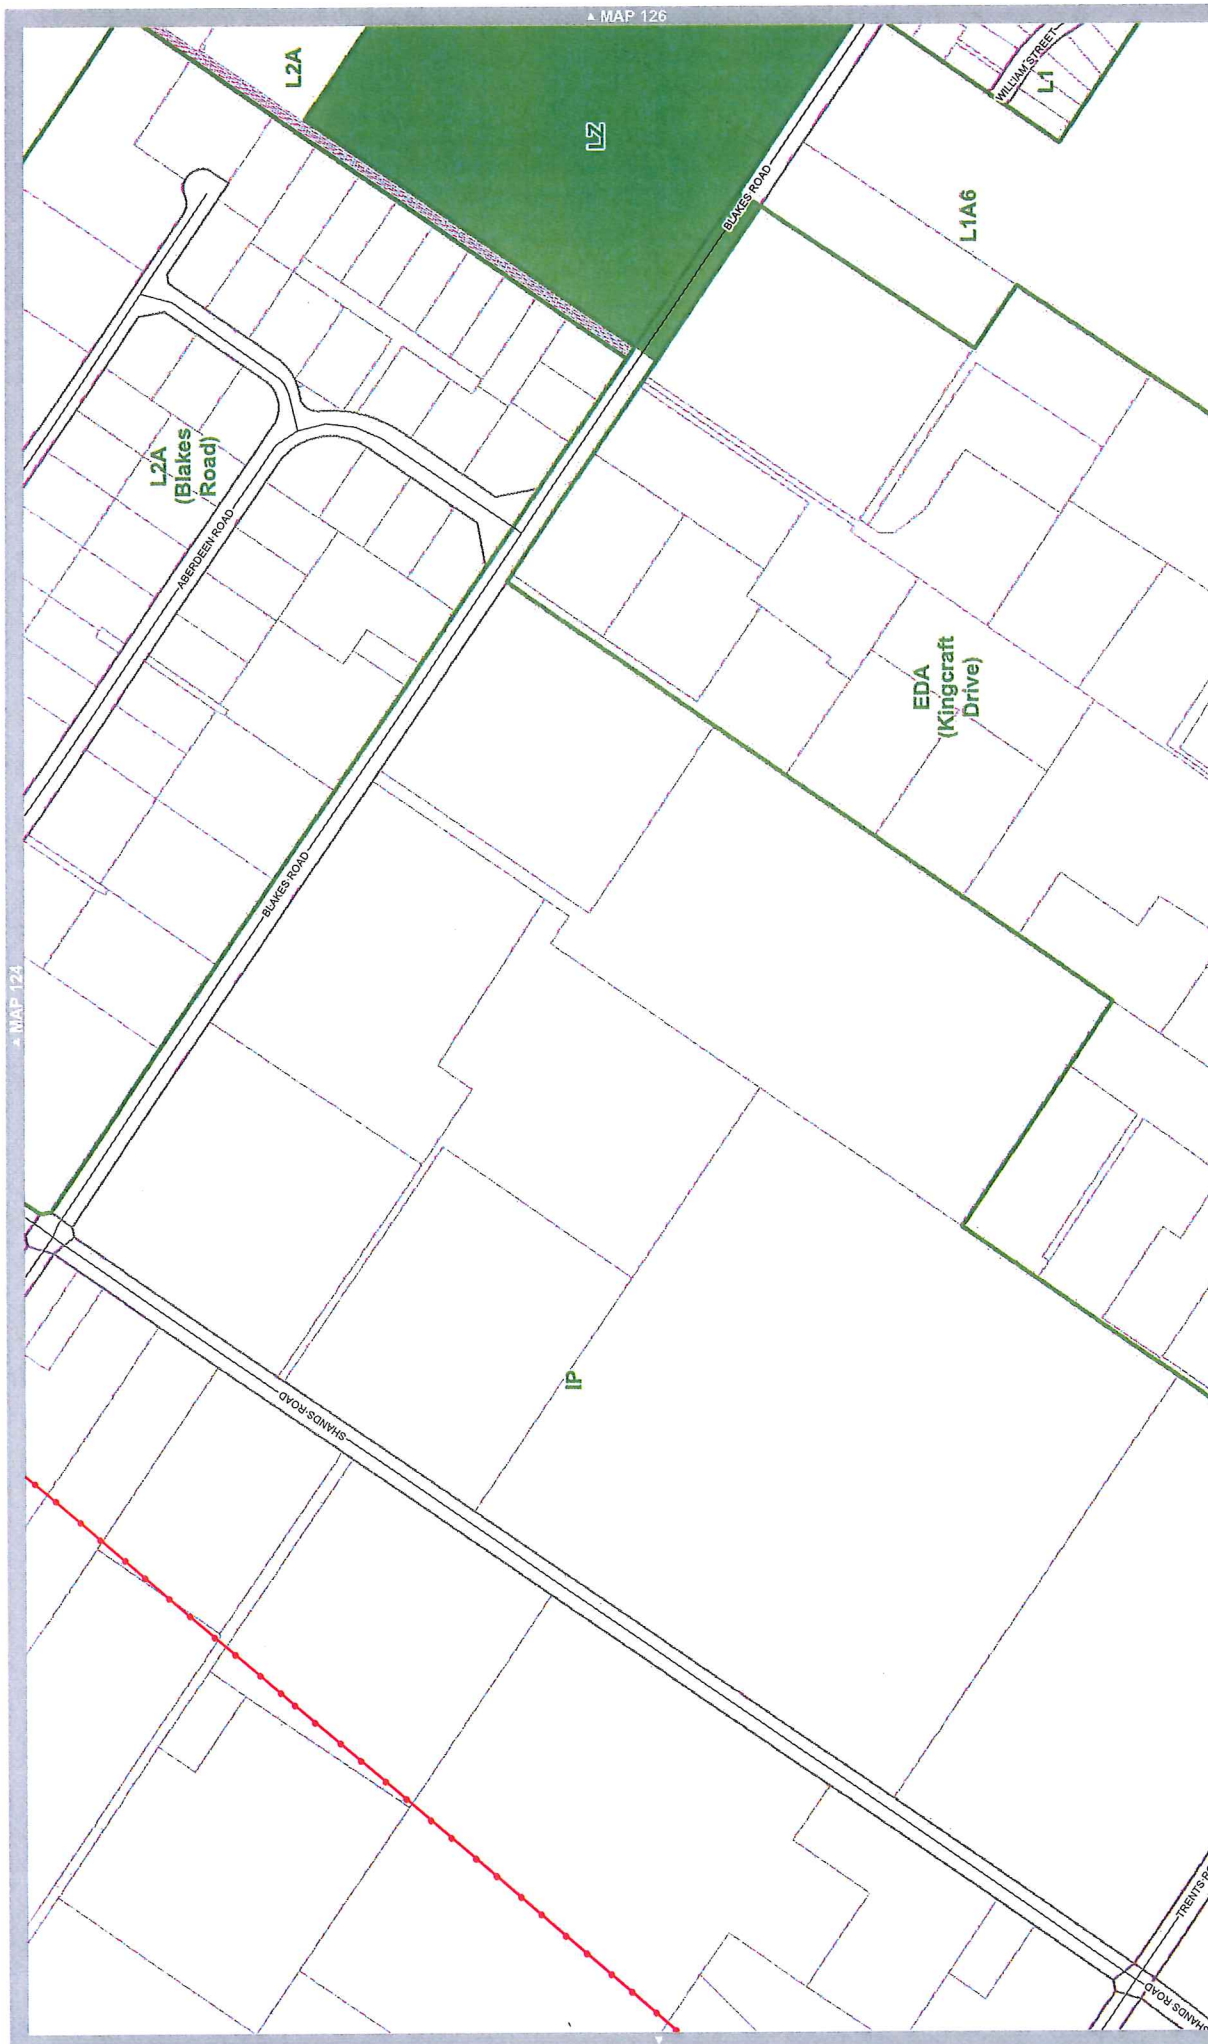 ▲ MAP 126
▲ MAP 124
L2A
LZ
WILLIAM STREET
L1
BLAKES ROAD
L1A6
L2A
(Blakes
Road)
ABERDEEN ROAD
EDA
(Kingcraft
Drive)
BLAKES ROAD
IP
SHANDS ROAD
SHANDS ROAD